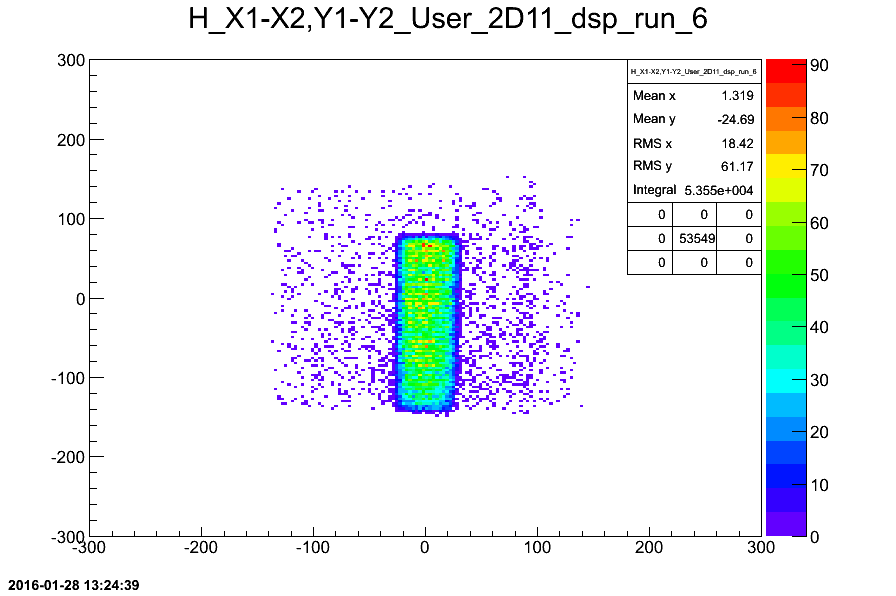 H_X1-X2,Y1-Y2_User_2D11_dsp_run_6
H_X1-X2,Y1-Y2_User_2D11_dsp_run_6
Mean x 1.319
Mean y -24.69
RMS x 18.42
RMS y 61.17
Integral 5.355e+004
0 0 0
0 53549 0
0 0 0
300
200
100
0
-100
-200
-300
-300 -200 -100 0 100 200 300
90
80
70
60
50
40
30
20
10
0
2016-01-28 13:24:39